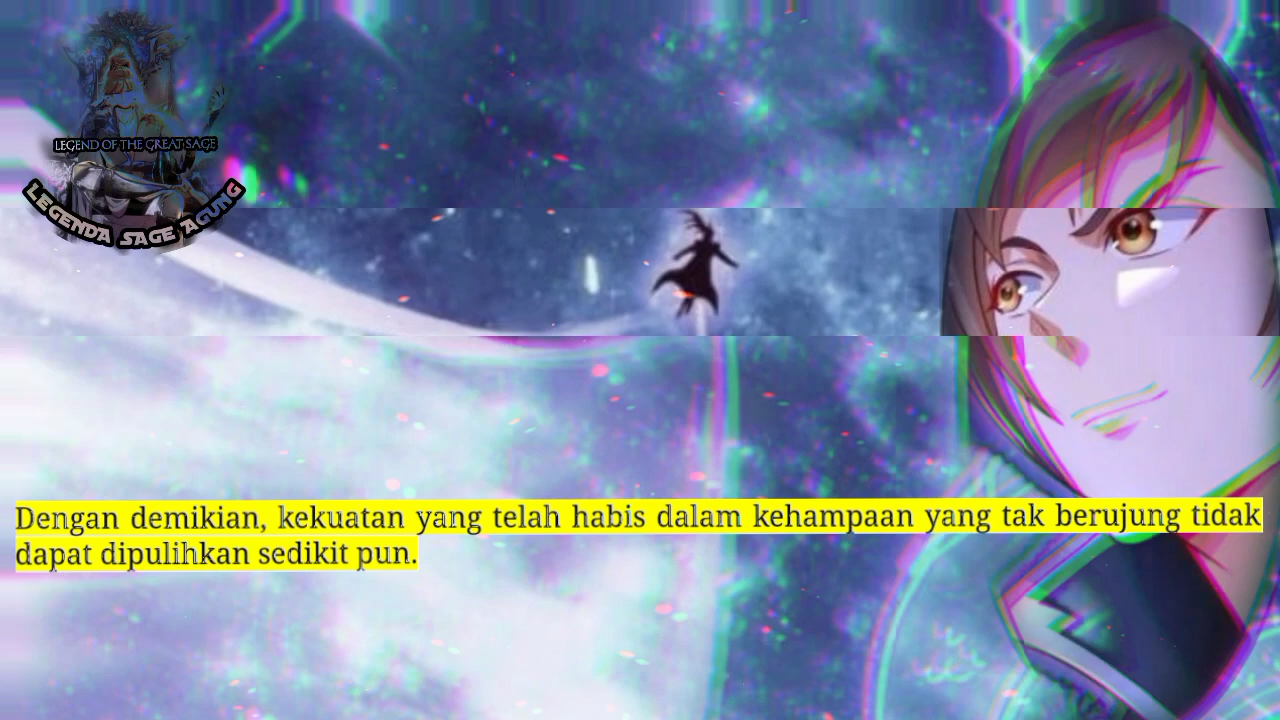 LEGEND OF THE GREAT SAGE
LEGENDA SAGE AGUNG
Dengan demikian, kekuatan yang telah habis dalam kehampaan yang tak berujung tidak
dapat dipulihkan sedikit pun.